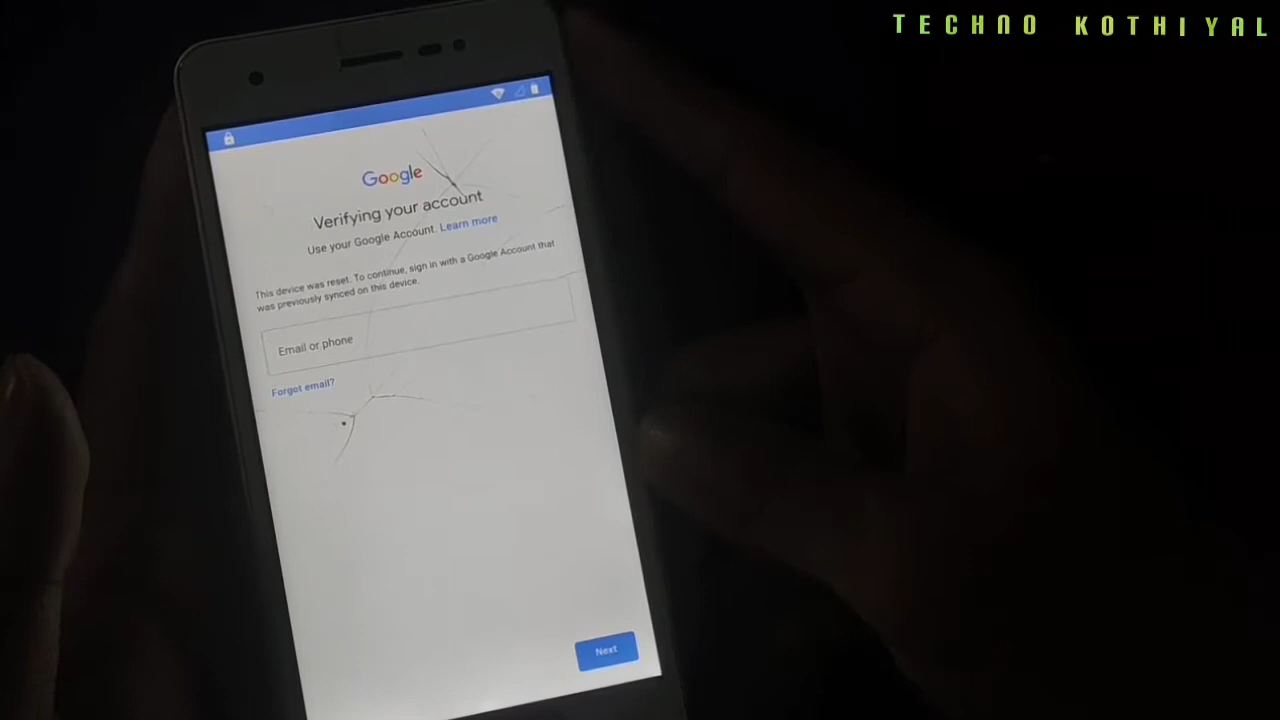 TECHNO KOTHIYAL
Google
Verifying your account
Use your Google Account. Learn more
This device was reset. To continue, sign in with a Google Account that
was previously synced on this device.
Email or phone
Forgot email?
Next